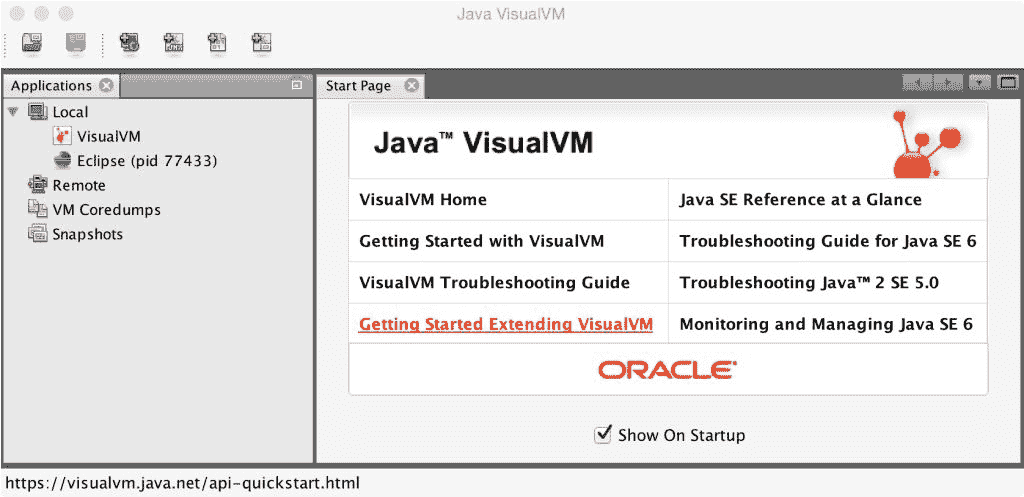 Java VisualVM
Applications
Start Page
Local
VisualVM
Eclipse (pid 77433)
Remote
VM Coredumps
Snapshots
Java™ VisualVM
VisualVM Home
Java SE Reference at a Glance
Getting Started with VisualVM
Troubleshooting Guide for Java SE 6
VisualVM Troubleshooting Guide
Troubleshooting Java™ 2 SE 5.0
Getting Started Extending VisualVM
Monitoring and Managing Java SE 6
ORACLE
Show On Startup
https://visualvm.java.net/api-quickstart.html